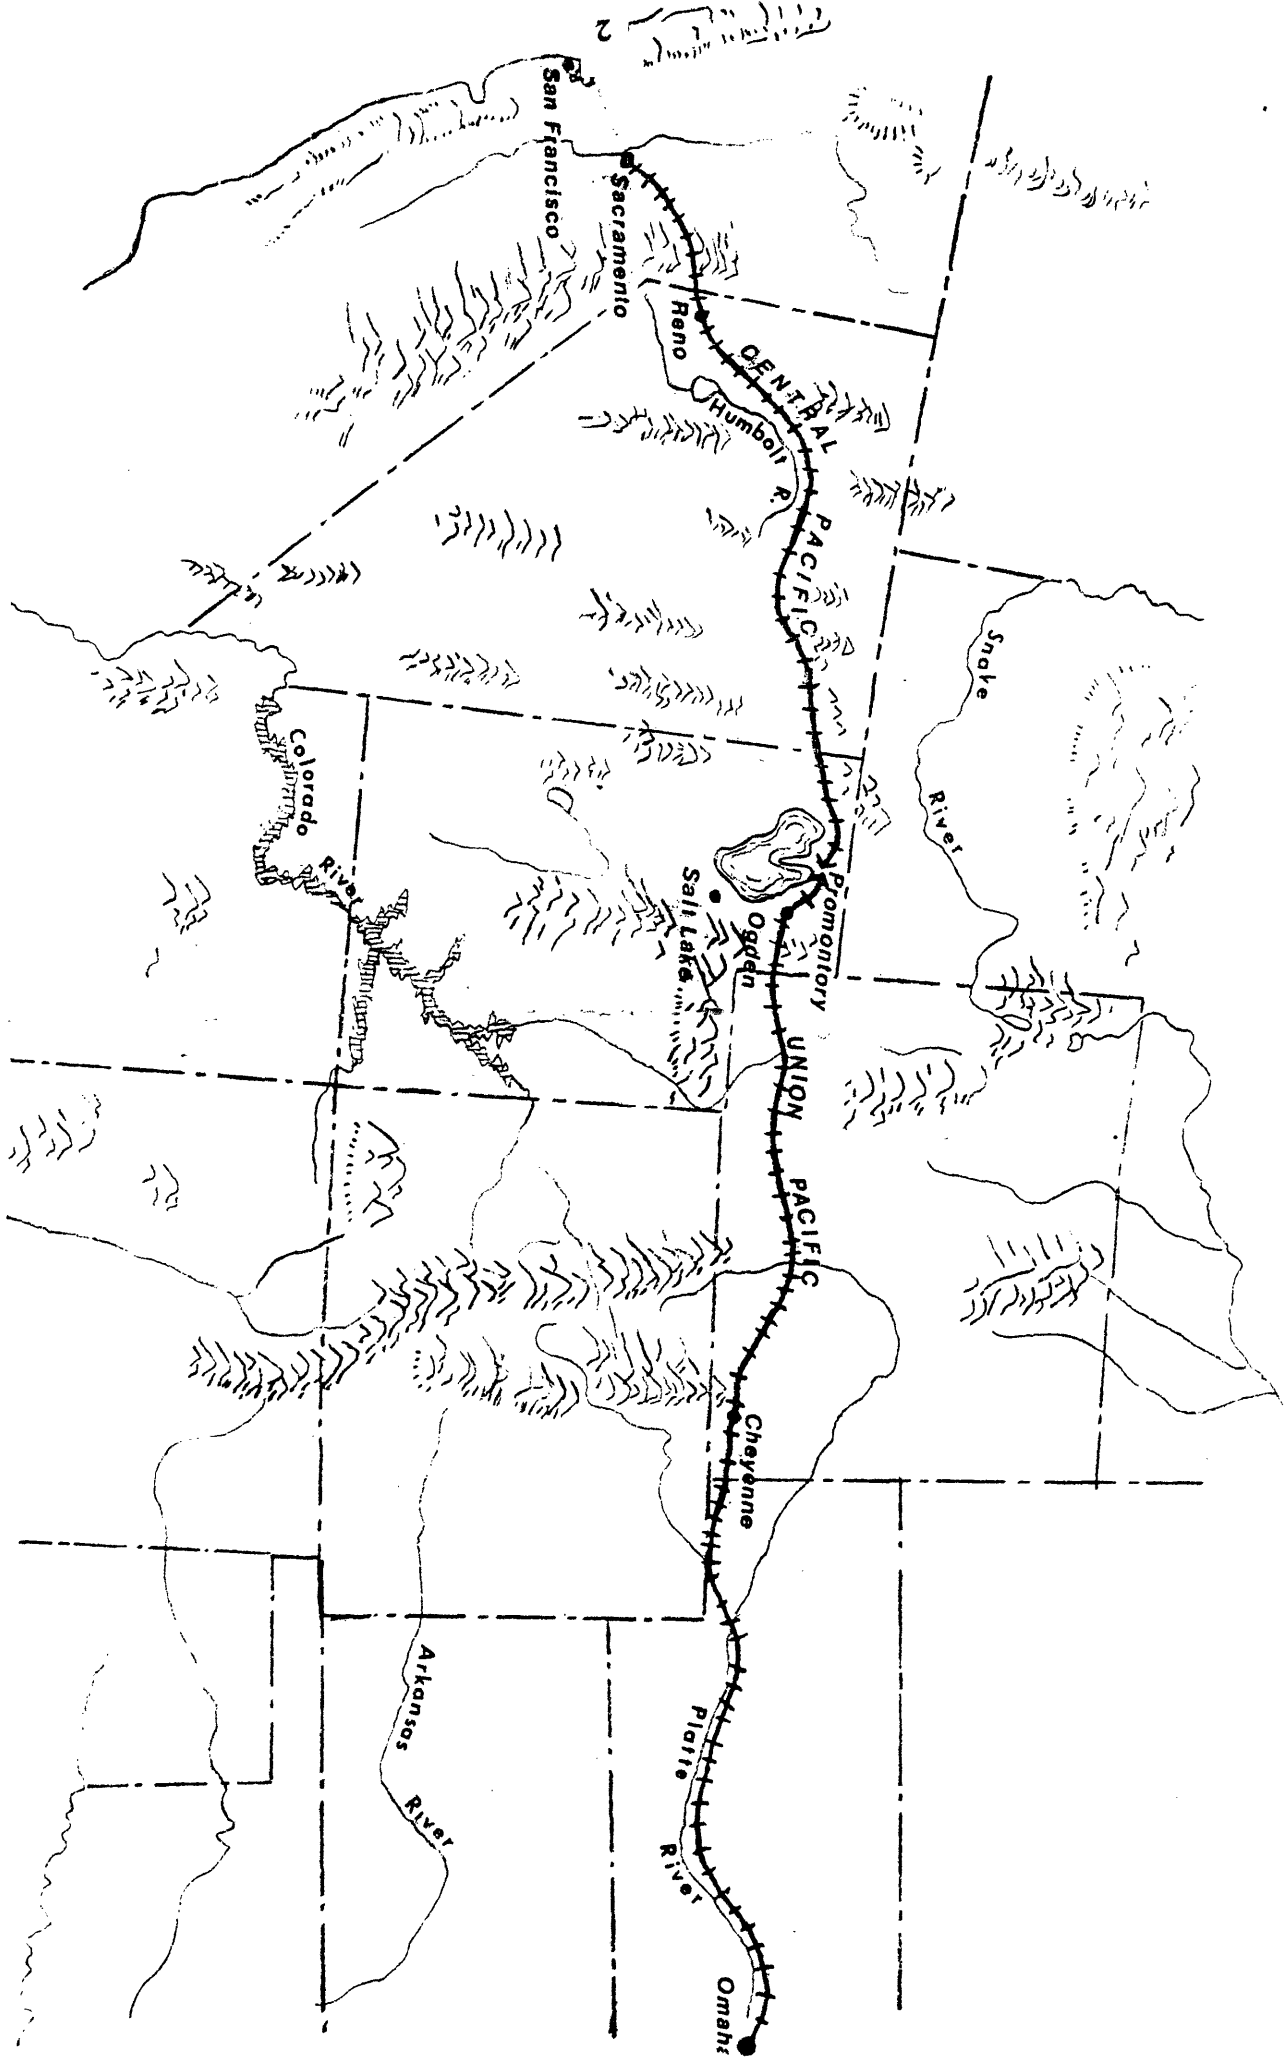 2
San Francisco
Sacramento
Reno
CENTRAL PACIFIC
Humbolt R.
Snake River
Colorado River
Salt Lake
Ogden
Promontory
UNION PACIFIC
Cheyenne
Arkansas River
Platte River
Omaha